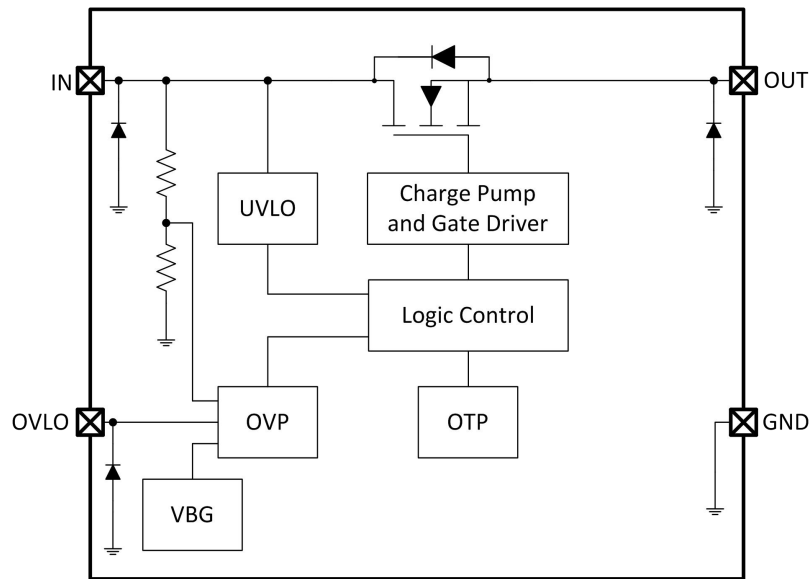 IN
OUT
UVLO
Charge Pump
and Gate Driver
Logic Control
OVLO
OVP
OTP
GND
VBG